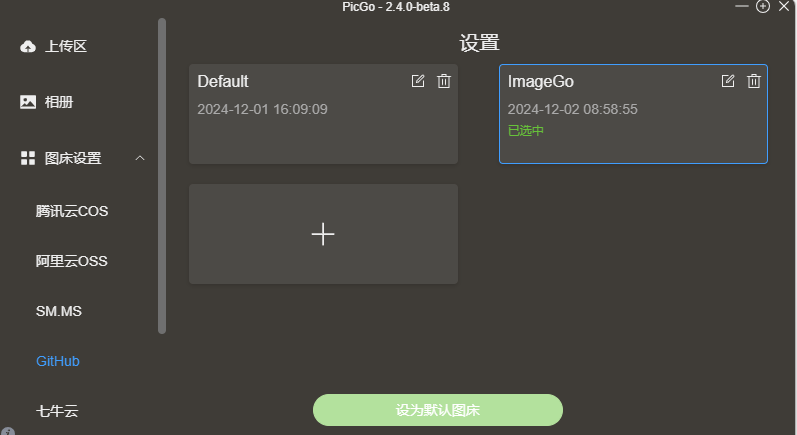 PicGo - 2.4.0-beta.8
上传区
相册
图床设置
腾讯云COS
阿里云OSS
SM.MS
GitHub
七牛云
设置
Default
2024-12-01 16:09:09
ImageGo
2024-12-02 08:58:55
已选中
设为默认图床